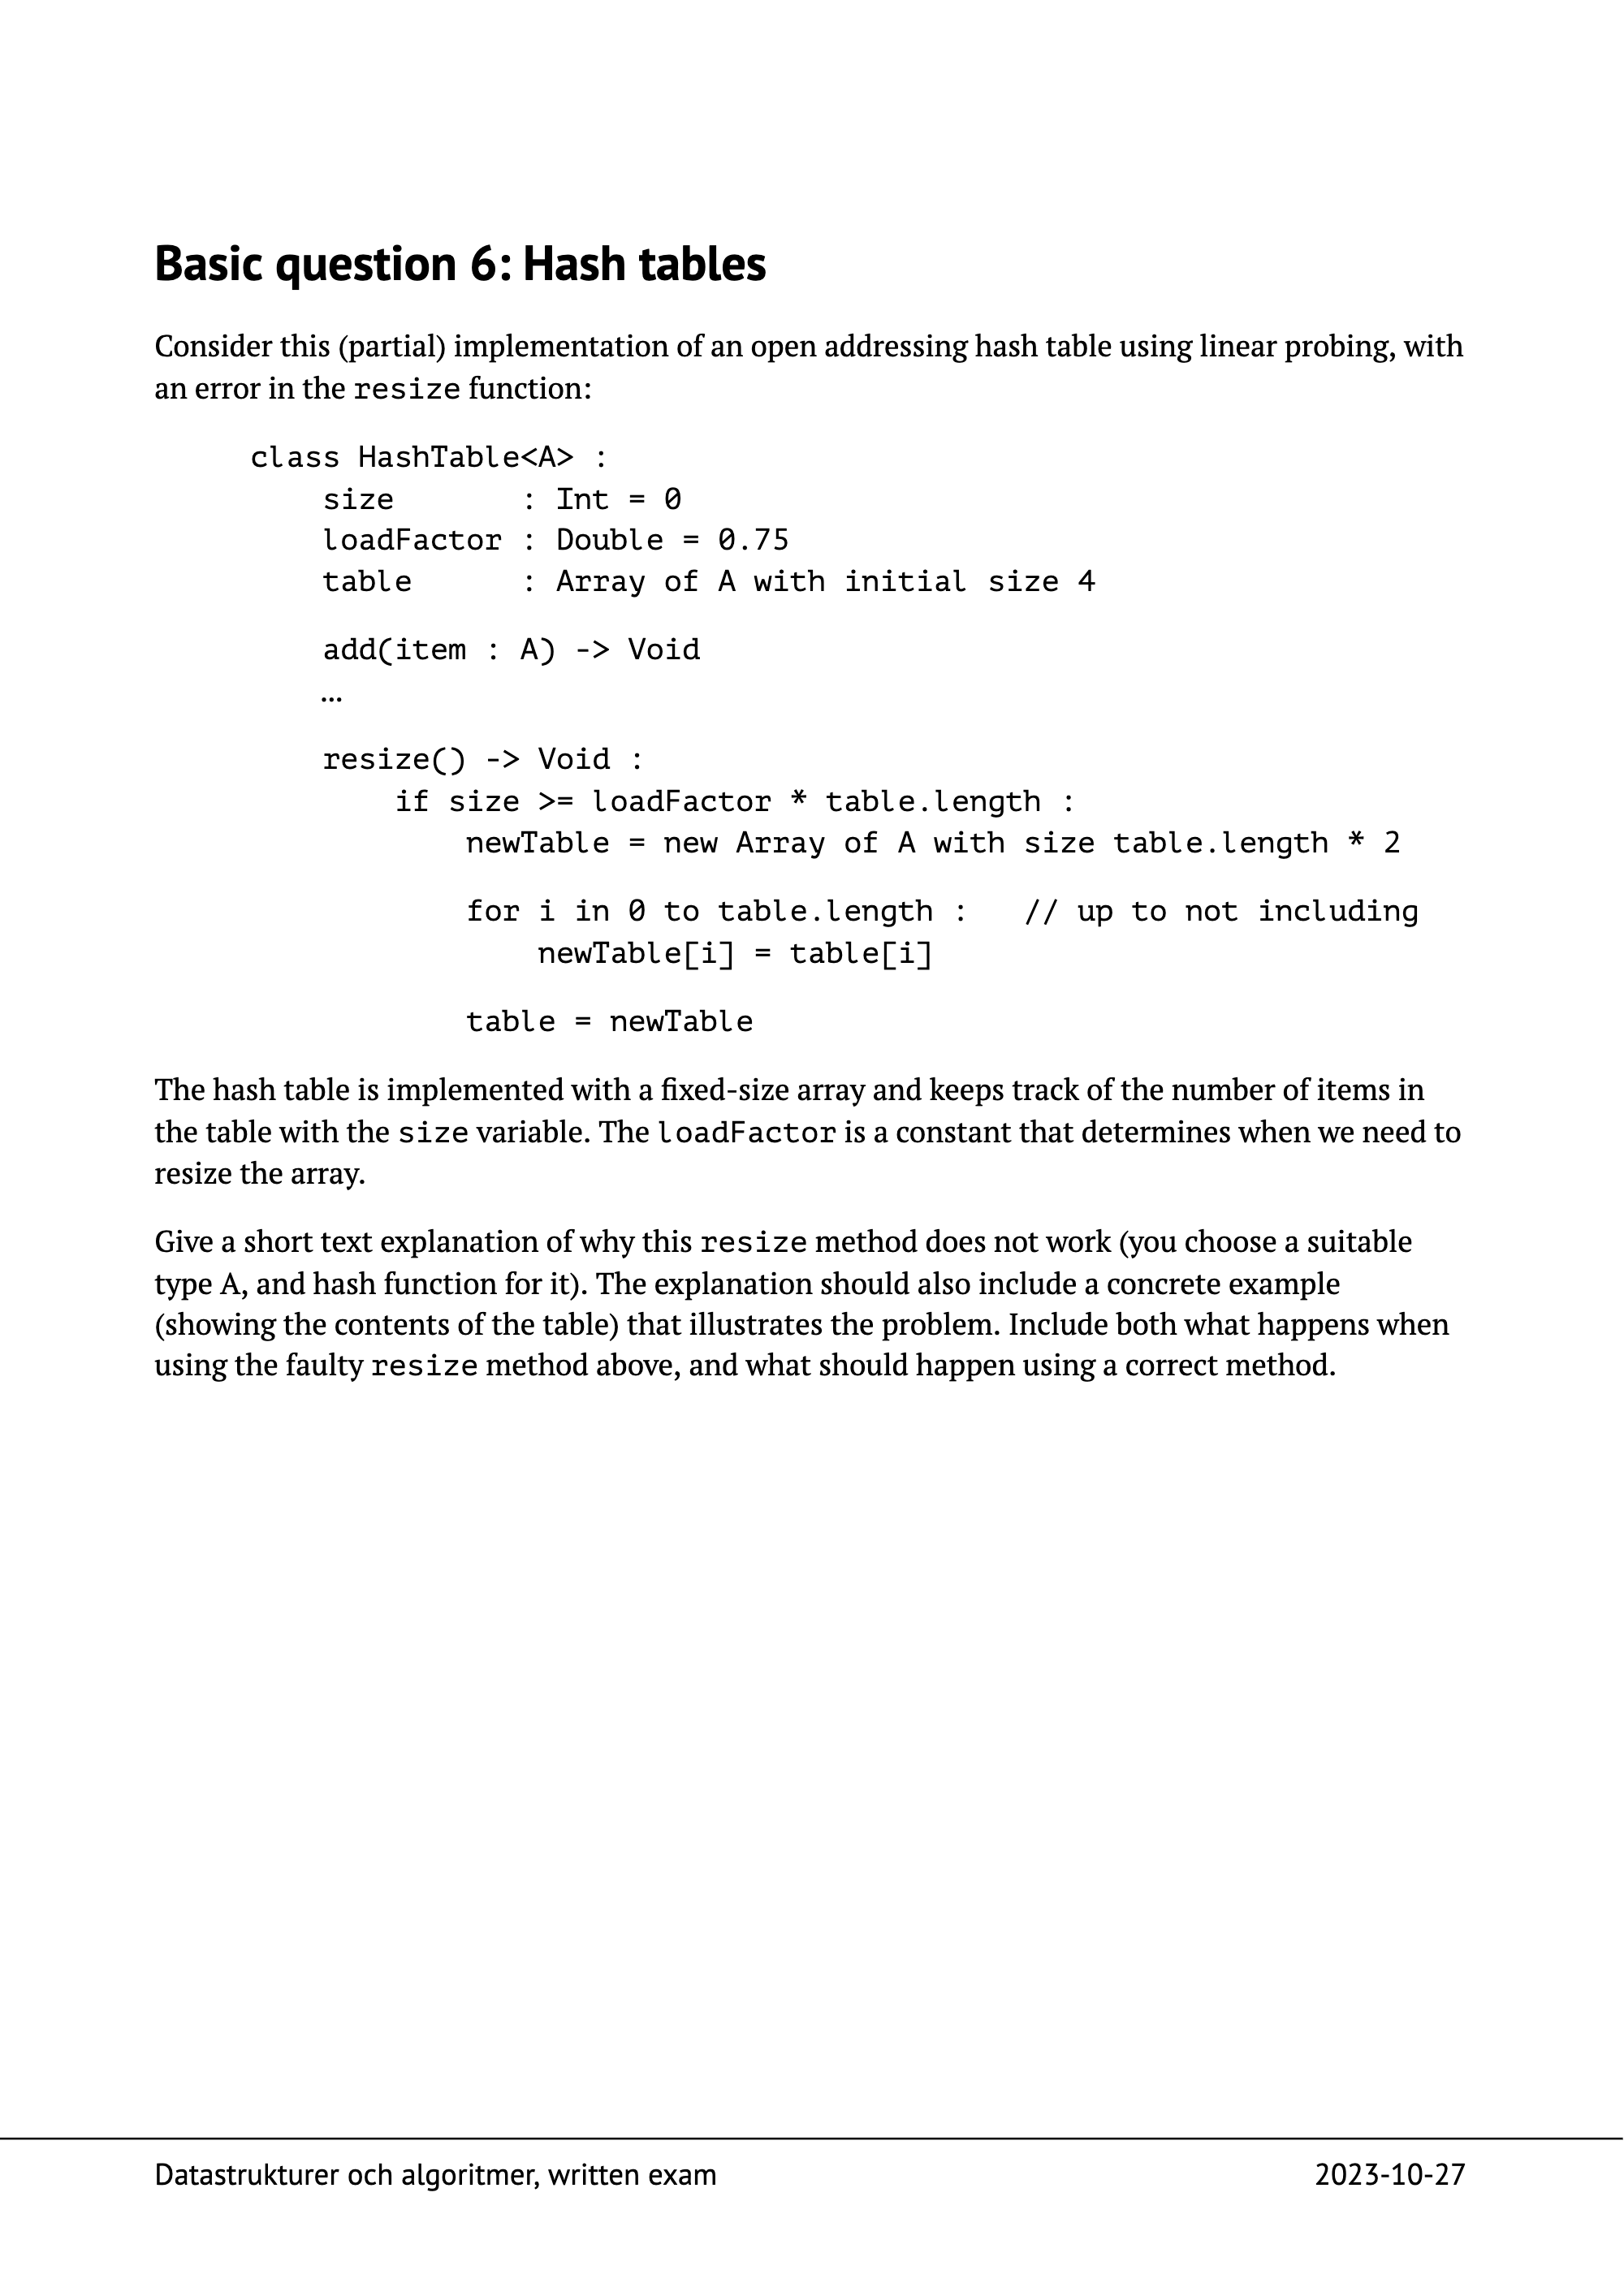 Basic question 6: Hash tables
Consider this (partial) implementation of an open addressing hash table using linear probing, with
an error in the resize function:
class HashTable<A> :
    size       : Int = 0
    loadFactor : Double = 0.75
    table      : Array of A with initial size 4
    add(item : A) -> Void
    ...
    resize() -> Void :
        if size >= loadFactor * table.length :
            newTable = new Array of A with size table.length * 2
            for i in 0 to table.length :   // up to not including
                newTable[i] = table[i]
            table = newTable
The hash table is implemented with a fixed-size array and keeps track of the number of items in
the table with the size variable. The loadFactor is a constant that determines when we need to
resize the array.
Give a short text explanation of why this resize method does not work (you choose a suitable
type A, and hash function for it). The explanation should also include a concrete example
(showing the contents of the table) that illustrates the problem. Include both what happens when
using the faulty resize method above, and what should happen using a correct method.
Datastrukturer och algoritmer, written exam 2023-10-27